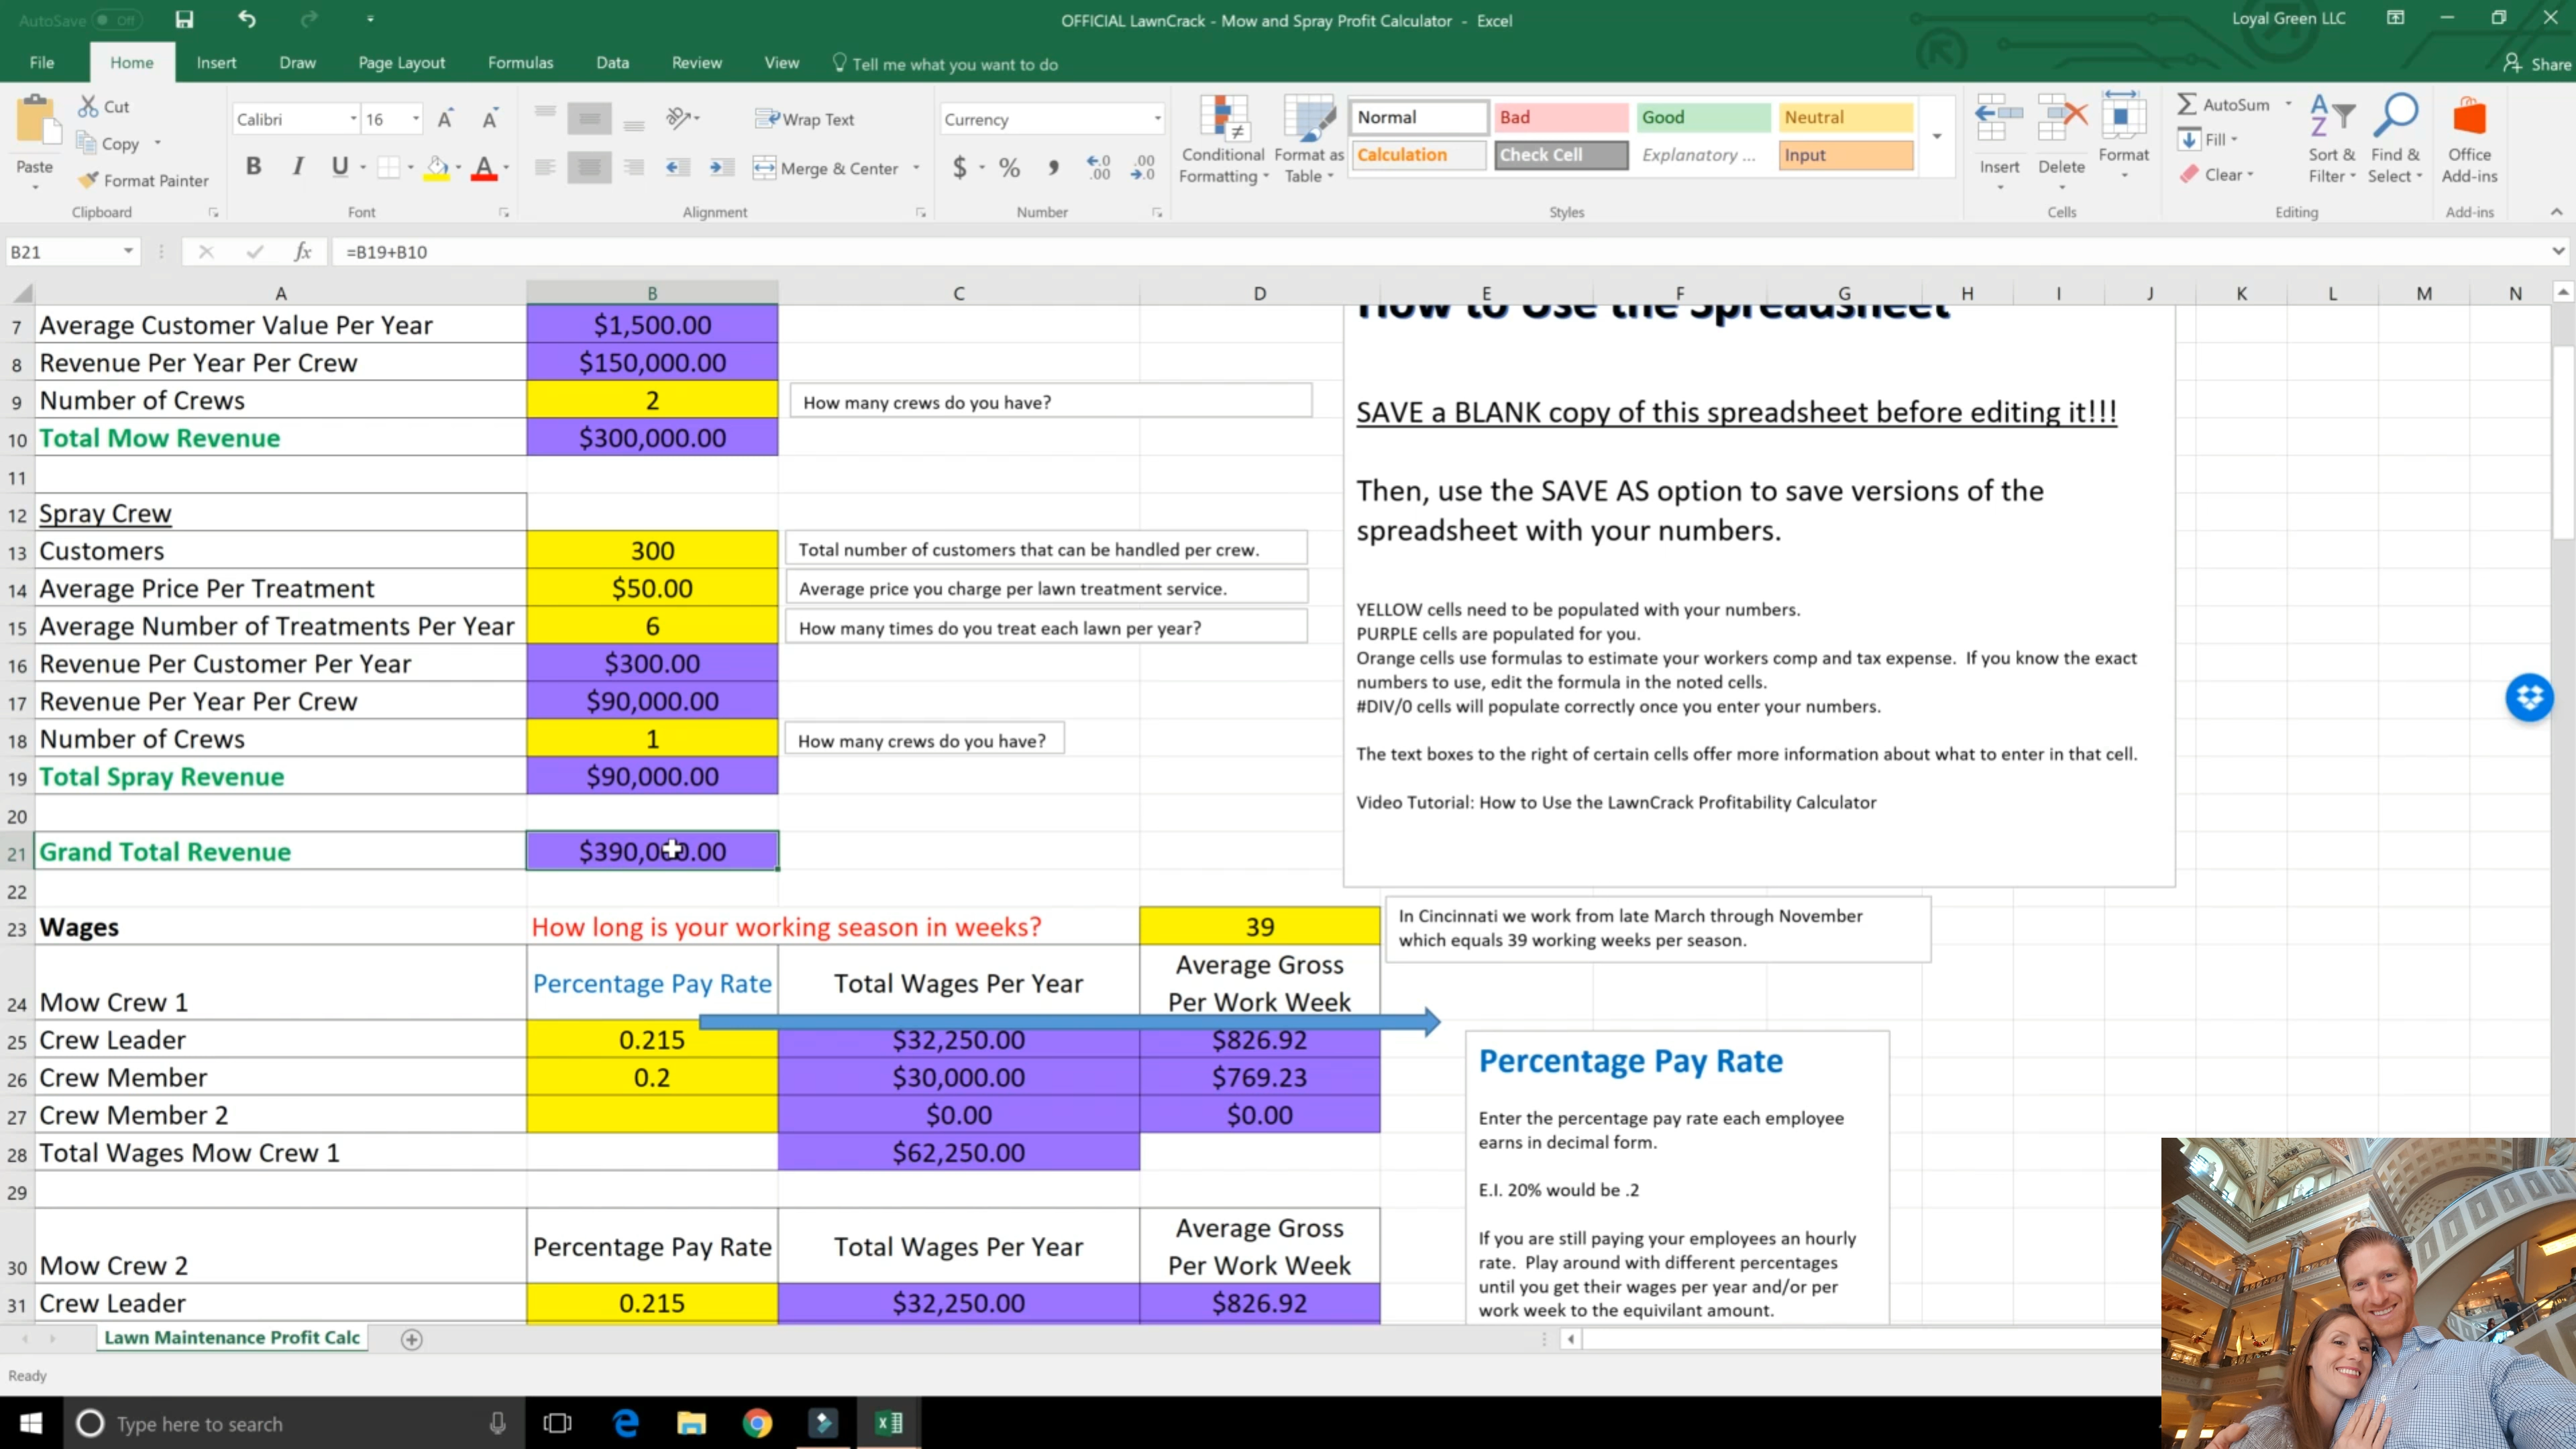 AutoSave Off
OFFICIAL LawnCrack - Mow and Spray Profit Calculator - Excel
Loyal Green LLC
File Home Insert Draw Page Layout Formulas Data Review View Tell me what you want to do Share
Paste
Cut
Copy
Format Painter
Clipboard
Calibri 16
B I U
Font
Wrap Text
Merge & Center
Alignment
Currency
$ % ,
Number
Conditional Formatting
Format as Table
Normal Bad Good Neutral
Calculation Check Cell Explanatory ... Input
Styles
Insert Delete Format
Cells
AutoSum
Fill
Clear
Sort & Filter
Find & Select
Editing
Office Add-ins
Add-ins
B21 fx =B19+B10
A B C D E F G H I J K L M N
7 Average Customer Value Per Year $1,500.00
8 Revenue Per Year Per Crew $150,000.00
9 Number of Crews 2 How many crews do you have?
10 Total Mow Revenue $300,000.00
11
12 Spray Crew
13 Customers 300 Total number of customers that can be handled per crew.
14 Average Price Per Treatment $50.00 Average price you charge per lawn treatment service.
15 Average Number of Treatments Per Year 6 How many times do you treat each lawn per year?
16 Revenue Per Customer Per Year $300.00
17 Revenue Per Year Per Crew $90,000.00
18 Number of Crews 1 How many crews do you have?
19 Total Spray Revenue $90,000.00
20
21 Grand Total Revenue $390,000.00
22
23 Wages How long is your working season in weeks? 39
24 Mow Crew 1 Percentage Pay Rate Total Wages Per Year Average Gross Per Work Week
25 Crew Leader 0.215 $32,250.00 $826.92
26 Crew Member 0.2 $30,000.00 $769.23
27 Crew Member 2 $0.00 $0.00
28 Total Wages Mow Crew 1 $62,250.00
29
30 Mow Crew 2 Percentage Pay Rate Total Wages Per Year Average Gross Per Work Week
31 Crew Leader 0.215 $32,250.00 $826.92
How to Use the Spreadsheet
SAVE a BLANK copy of this spreadsheet before editing it!!!
Then, use the SAVE AS option to save versions of the
spreadsheet with your numbers.
YELLOW cells need to be populated with your numbers.
PURPLE cells are populated for you.
Orange cells use formulas to estimate your workers comp and tax expense. If you know the exact
numbers to use, edit the formula in the noted cells.
#DIV/0 cells will populate correctly once you enter your numbers.
The text boxes to the right of certain cells offer more information about what to enter in that cell.
Video Tutorial: How to Use the LawnCrack Profitability Calculator
In Cincinnati we work from late March through November
which equals 39 working weeks per season.
Percentage Pay Rate
Enter the percentage pay rate each employee
earns in decimal form.
E.I. 20% would be .2
If you are still paying your employees an hourly
rate. Play around with different percentages
until you get their wages per year and/or per
work week to the equivilant amount.
Lawn Maintenance Profit Calc
Ready
Type here to search